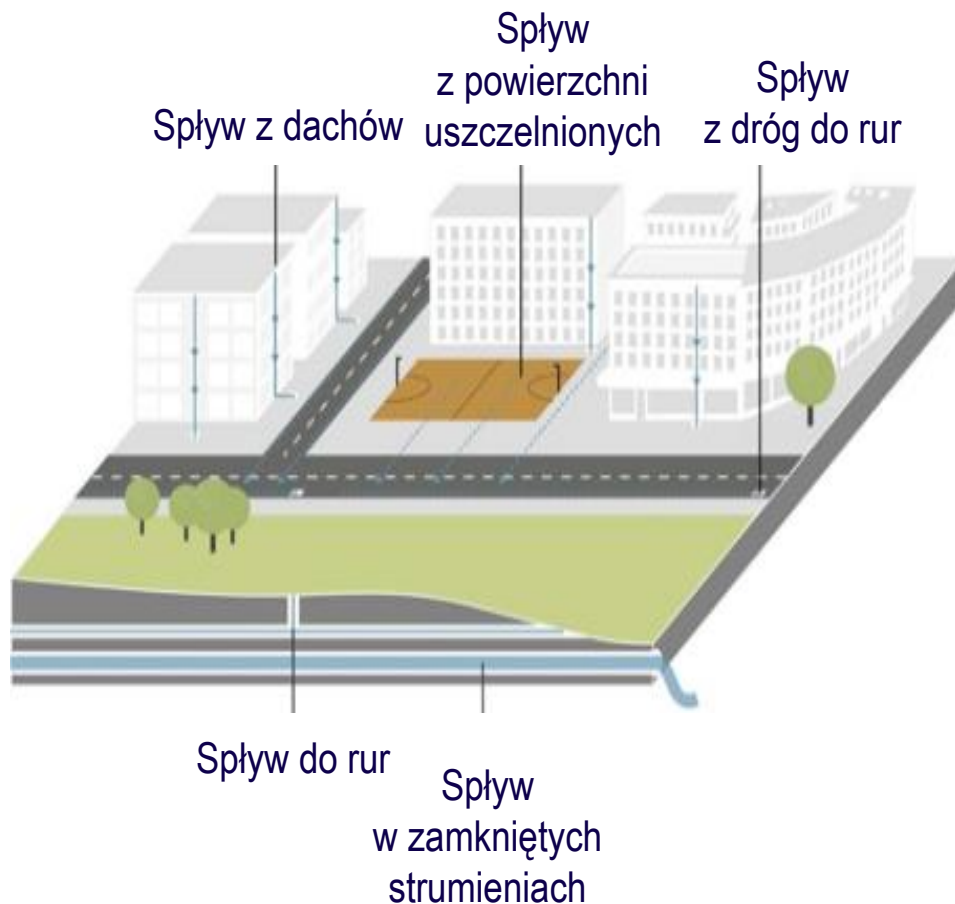 Spływ
z powierzchni
uszczelnionych
Spływ z dachów
Spływ
z dróg do rur
Spływ do rur
Spływ
w zamkniętych
strumieniach